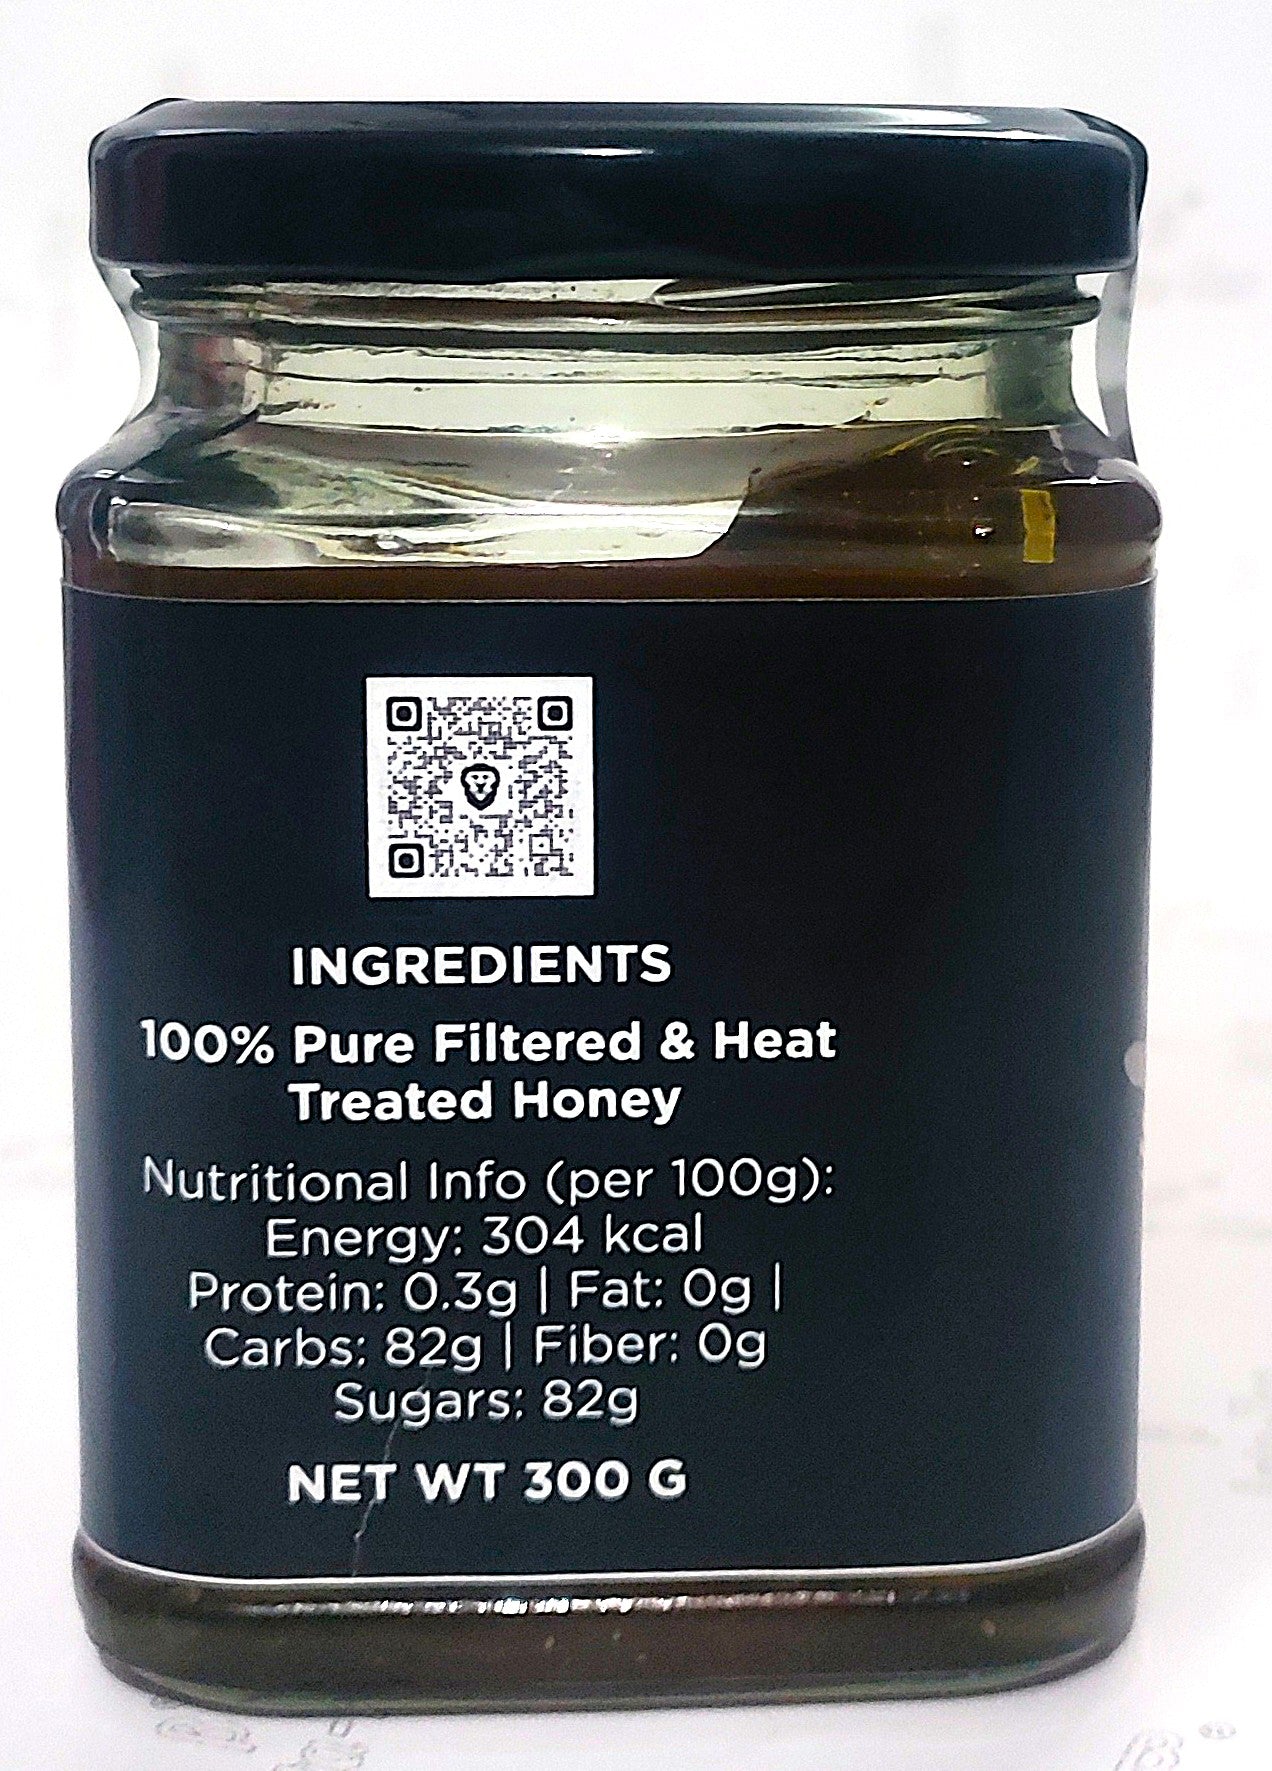 INGREDIENTS
100% Pure Filtered & Heat
Treated Honey
Nutritional Info (per 100g):
Energy: 304 kcal
Protein: 0.3g | Fat: 0g |
Carbs: 82g | Fiber: 0g
Sugars: 82g
NET WT 300 G